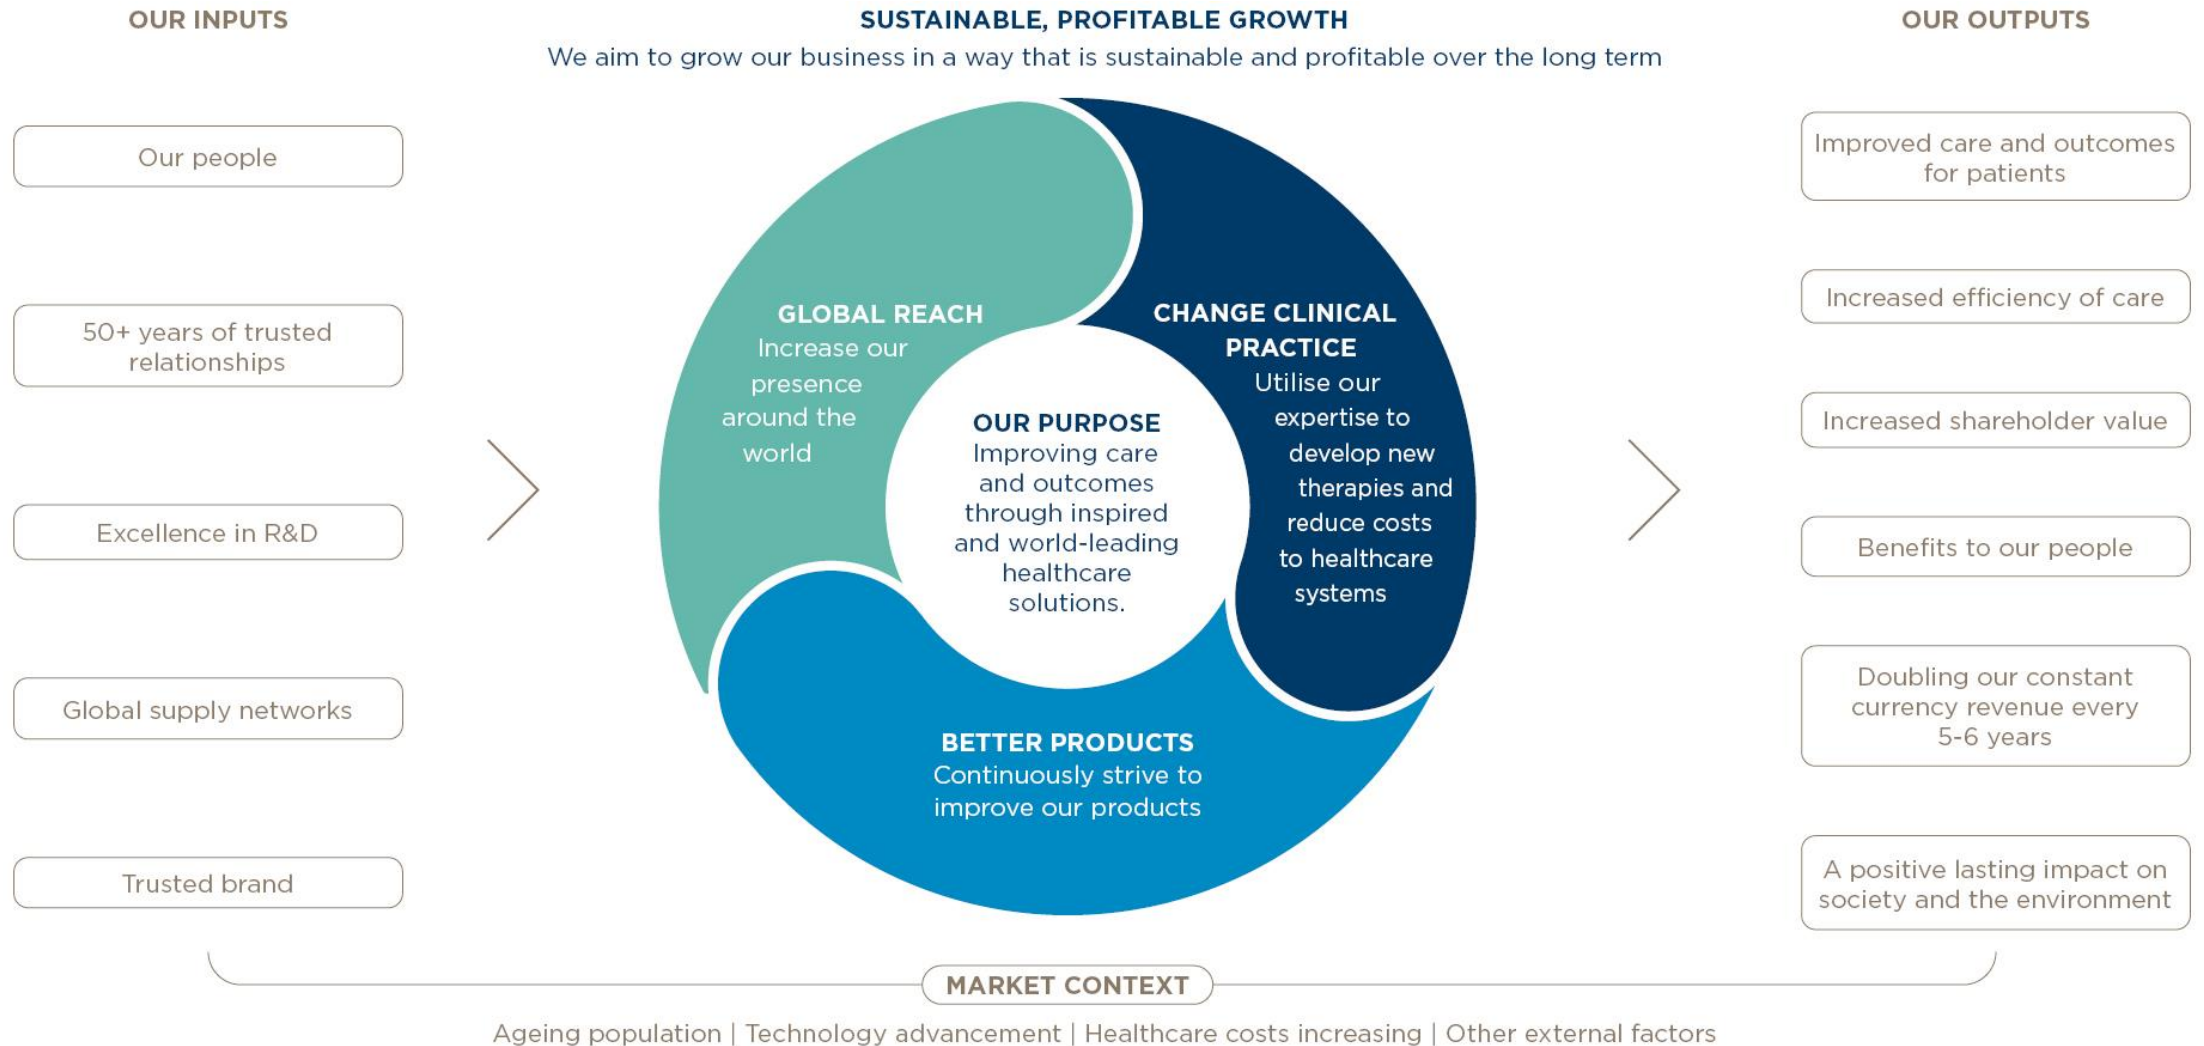 OUR INPUTS
Our people
50+ years of trusted
relationships
Excellence in R&D
Global supply networks
Trusted brand
SUSTAINABLE, PROFITABLE GROWTH
We aim to grow our business in a way that is sustainable and profitable over the long term
GLOBAL REACH
Increase our
presence
around the
world
CHANGE CLINICAL
PRACTICE
Utilise our
expertise to
develop new
therapies and
reduce costs
to healthcare
systems
OUR PURPOSE
Improving care
and outcomes
through inspired
and world-leading
healthcare
solutions.
BETTER PRODUCTS
Continuously strive to
improve our products
OUR OUTPUTS
Improved care and outcomes
for patients
Increased efficiency of care
Increased shareholder value
Benefits to our people
Doubling our constant
currency revenue every
5-6 years
A positive lasting impact on
society and the environment
MARKET CONTEXT
Ageing population | Technology advancement | Healthcare costs increasing | Other external factors